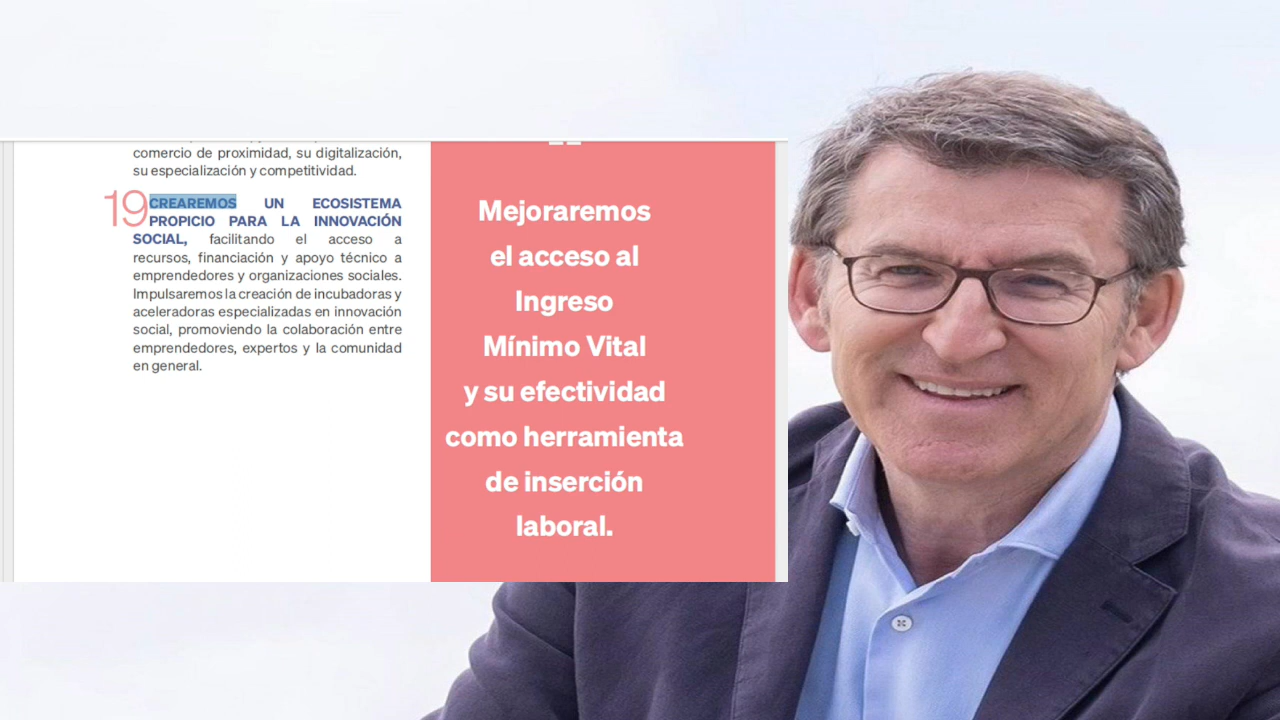 comercio de proximidad, su digitalización,
su especialización y competitividad.
19 CREAREMOS UN ECOSISTEMA
PROPICIO PARA LA INNOVACIÓN
SOCIAL, facilitando el acceso a
recursos, financiación y apoyo técnico a
emprendedores y organizaciones sociales.
Impulsaremos la creación de incubadoras y
aceleradoras especializadas en innovación
social, promoviendo la colaboración entre
emprendedores, expertos y la comunidad
en general.
Mejoraremos
el acceso al
Ingreso
Mínimo Vital
y su efectividad
como herramienta
de inserción
laboral.